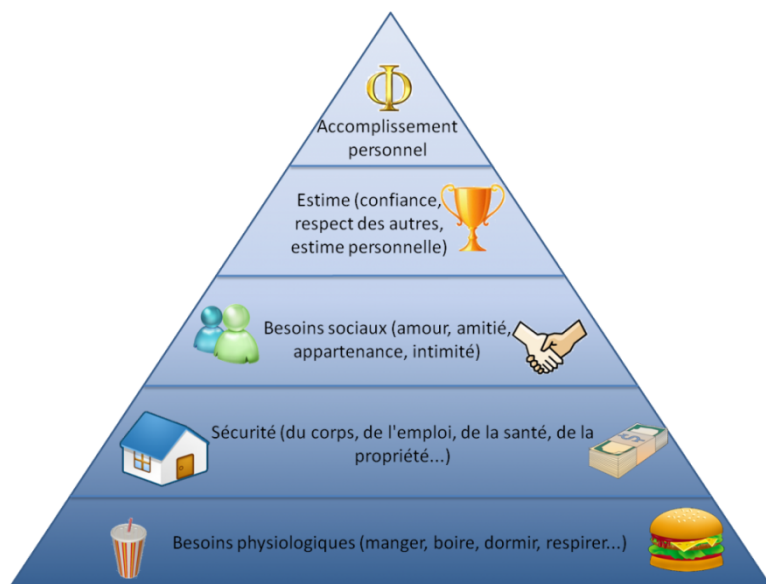 Φ
Accomplissement
personnel
Estime (confiance,
respect des autres,
estime personnelle)
Besoins sociaux (amour, amitié,
appartenance, intimité)
Sécurité (du corps, de l'emploi, de la santé, de la
propriété...)
Besoins physiologiques (manger, boire, dormir, respirer...)